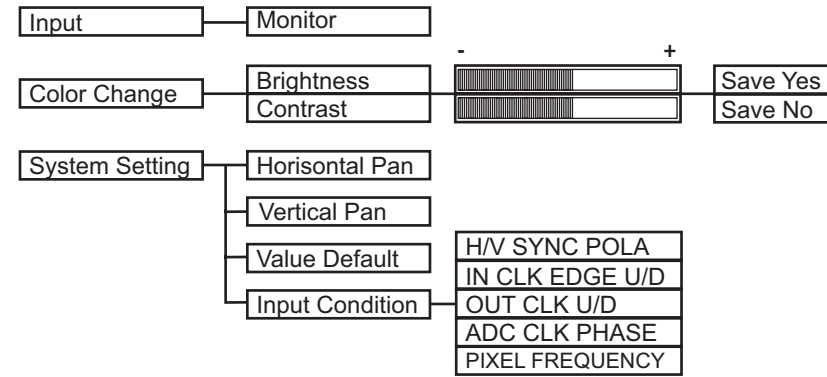 Input
Monitor
- +
Color Change
Brightness
Contrast
Save Yes
Save No
System Setting
Horisontal Pan
Vertical Pan
Value Default
Input Condition
H/V SYNC POLA
IN CLK EDGE U/D
OUT CLK U/D
ADC CLK PHASE
PIXEL FREQUENCY